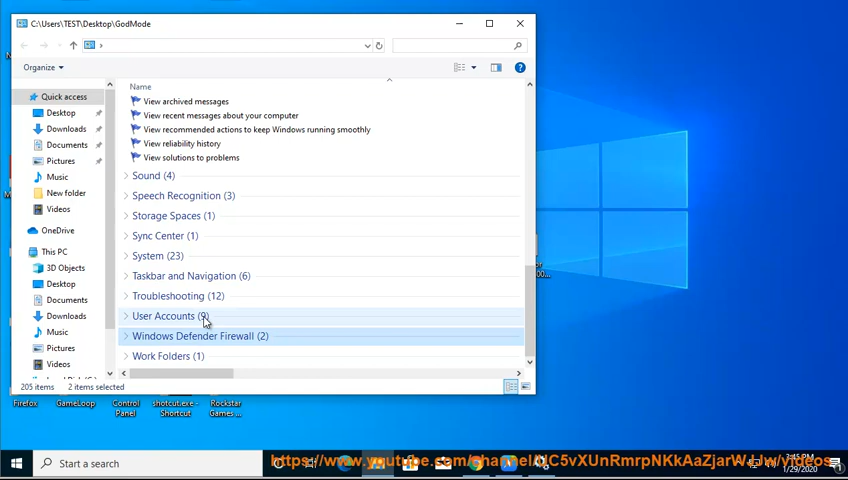 C:\Users\TEST\Desktop\GodMode
Organize
Name
Quick access
Desktop
Downloads
Documents
Pictures
Music
New folder
Videos
OneDrive
This PC
3D Objects
Desktop
Documents
Downloads
Music
Pictures
Videos
View archived messages
View recent messages about your computer
View recommended actions to keep Windows running smoothly
View reliability history
View solutions to problems
Sound (4)
Speech Recognition (3)
Storage Spaces (1)
Sync Center (1)
System (23)
Taskbar and Navigation (6)
Troubleshooting (12)
User Accounts (9)
Windows Defender Firewall (2)
Work Folders (1)
205 items 2 items selected
Firefox
GameLoop
Control
Panel
shotcut.exe -
Shortcut
Rockstar
Games ...
Start a search
1/29/2020